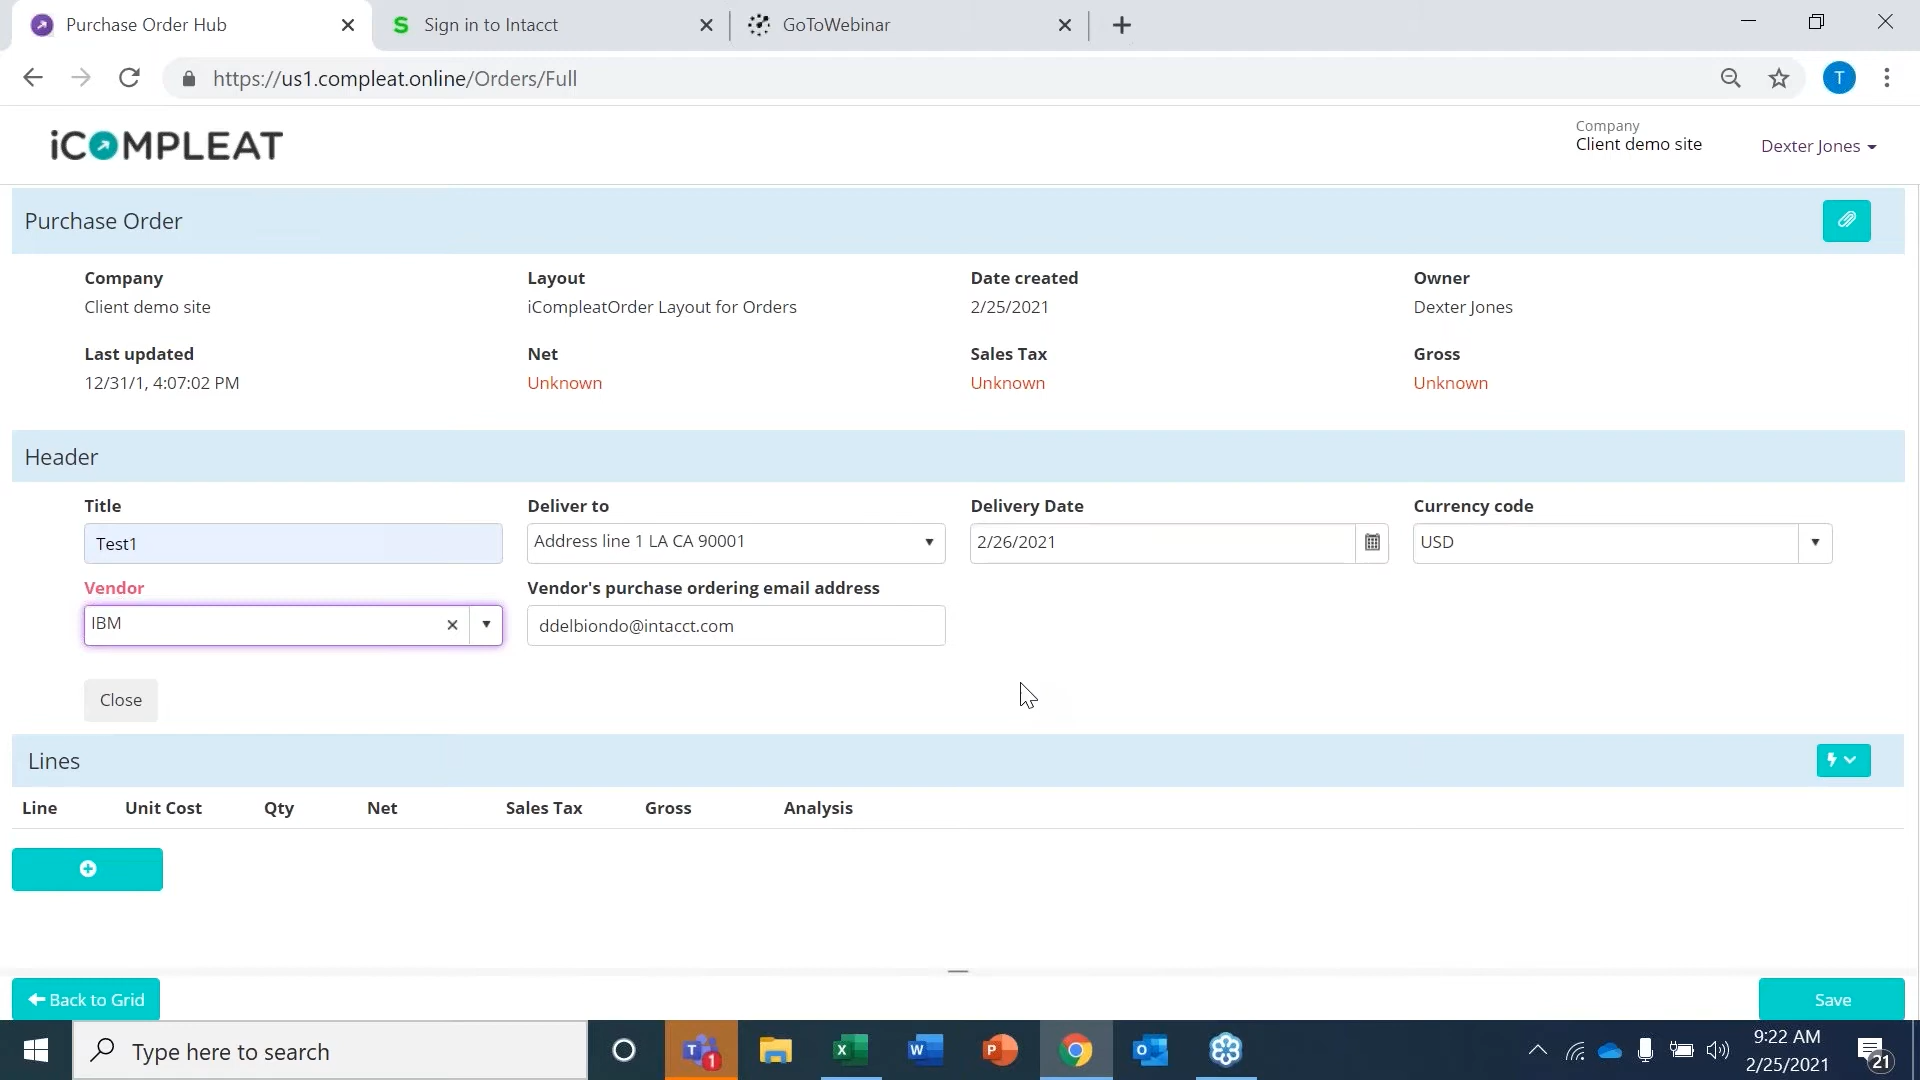 Purchase Order Hub
Sign in to Intacct
GoToWebinar
https://us1.compleat.online/Orders/Full
T
iCOMPLEAT
Company
Client demo site
Dexter Jones
Purchase Order
Company
Layout
Date created
Owner
Client demo site
iCompleatOrder Layout for Orders
2/25/2021
Dexter Jones
Last updated
Net
Sales Tax
Gross
12/31/1, 4:07:02 PM
Unknown
Unknown
Unknown
Header
Title
Deliver to
Delivery Date
Currency code
Test1
Address line 1 LA CA 90001
2/26/2021
USD
Vendor
Vendor's purchase ordering email address
IBM
ddelbiondo@intacct.com
Close
Lines
Line Unit Cost Qty Net Sales Tax Gross Analysis
Back to Grid
Save
Type here to search
T 1
X
W
P
O
9:22 AM
2/25/2021
21